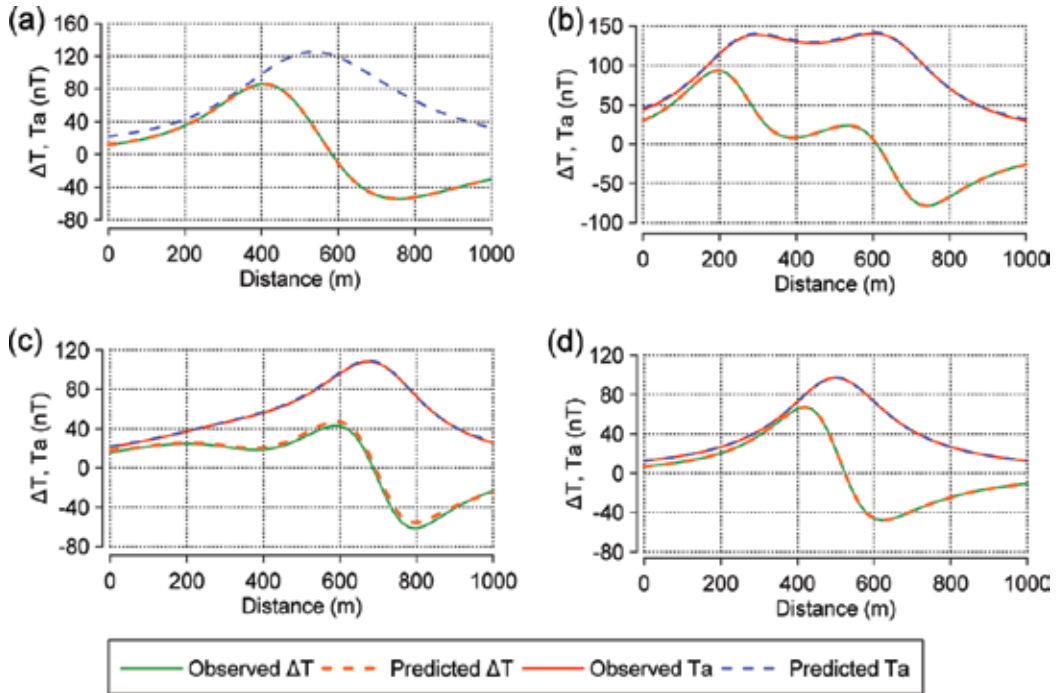 (a)
160
120
80
40
0
-40
-80
ΔT, Ta (nT)
0 200 400 600 800 1000
Distance (m)
(b)
150
100
50
0
-50
-100
ΔT, Ta (nT)
0 200 400 600 800 1000
Distance (m)
(c)
120
80
40
0
-40
-80
ΔT, Ta (nT)
0 200 400 600 800 1000
Distance (m)
(d)
120
80
40
0
-40
-80
ΔT, Ta (nT)
0 200 400 600 800 1000
Distance (m)
Observed ΔT Predicted ΔT Observed Ta Predicted Ta